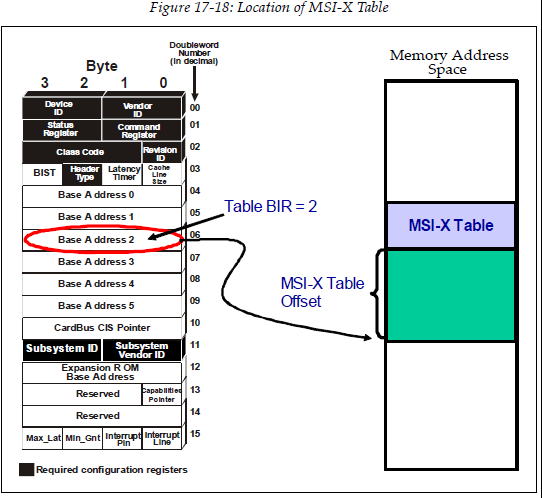 Figure 17-18: Location of MSI-X Table
Doubleword
Number
(in decimal)
Byte
3 2 1 0
Device
ID
Vendor
ID
00
Status
Register
Command
Register
01
Class Code
Revision
ID
02
BIST
Header
Type
Latency
Timer
Cache
Line
Size
03
Base Address 0
04
Base Address 1
05
Base Address 2
06
Base Address 3
07
Base Address 4
08
Base Address 5
09
CardBus CIS Pointer
10
Subsystem ID
Subsystem
Vendor ID
11
Expansion ROM
Base Address
12
Reserved
Capabilities
Pointer
13
Reserved
14
Max_Lat
Min_Gnt
Interrupt
Pin
Interrupt
Line
15
Required configuration registers
Table BIR = 2
MSI-X Table
Offset
Memory Address
Space
MSI-X Table